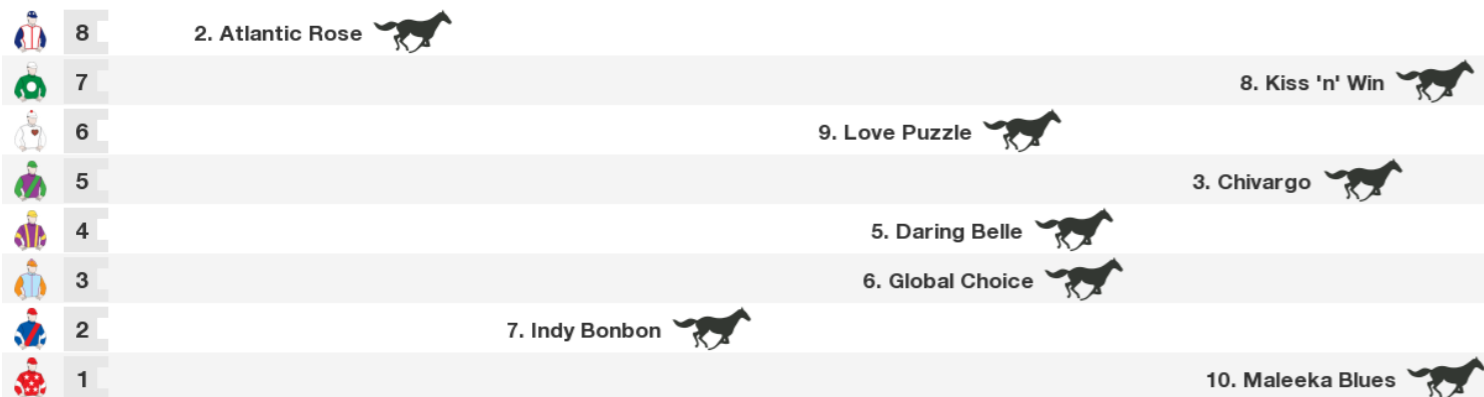 8 2. Atlantic Rose
7 8. Kiss 'n' Win
6 9. Love Puzzle
5 3. Chivargo
4 5. Daring Belle
3 6. Global Choice
2 7. Indy Bonbon
1 10. Maleeka Blues